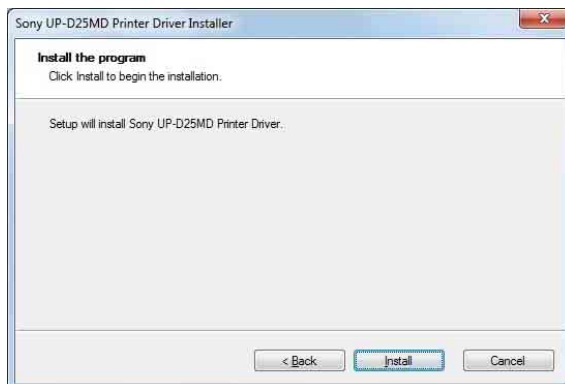 Sony UP-D25MD Printer Driver Installer
Install the program
Click Install to begin the installation.
Setup will install Sony UP-D25MD Printer Driver.
< Back Install Cancel